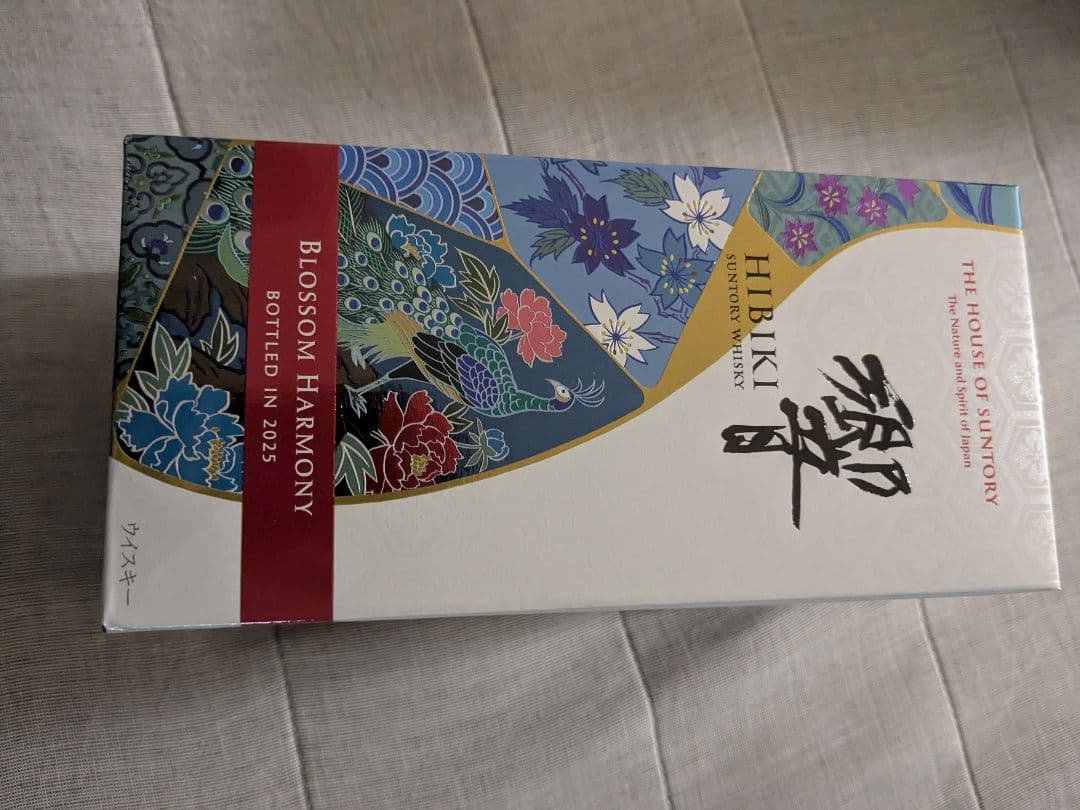 THE HOUSE OF SUNTORY
The Nature and Spirit of Japan
響
HIBIKI
SUNTORY WHISKY
BLOSSOM HARMONY
BOTTLED IN 2025
ウイスキー